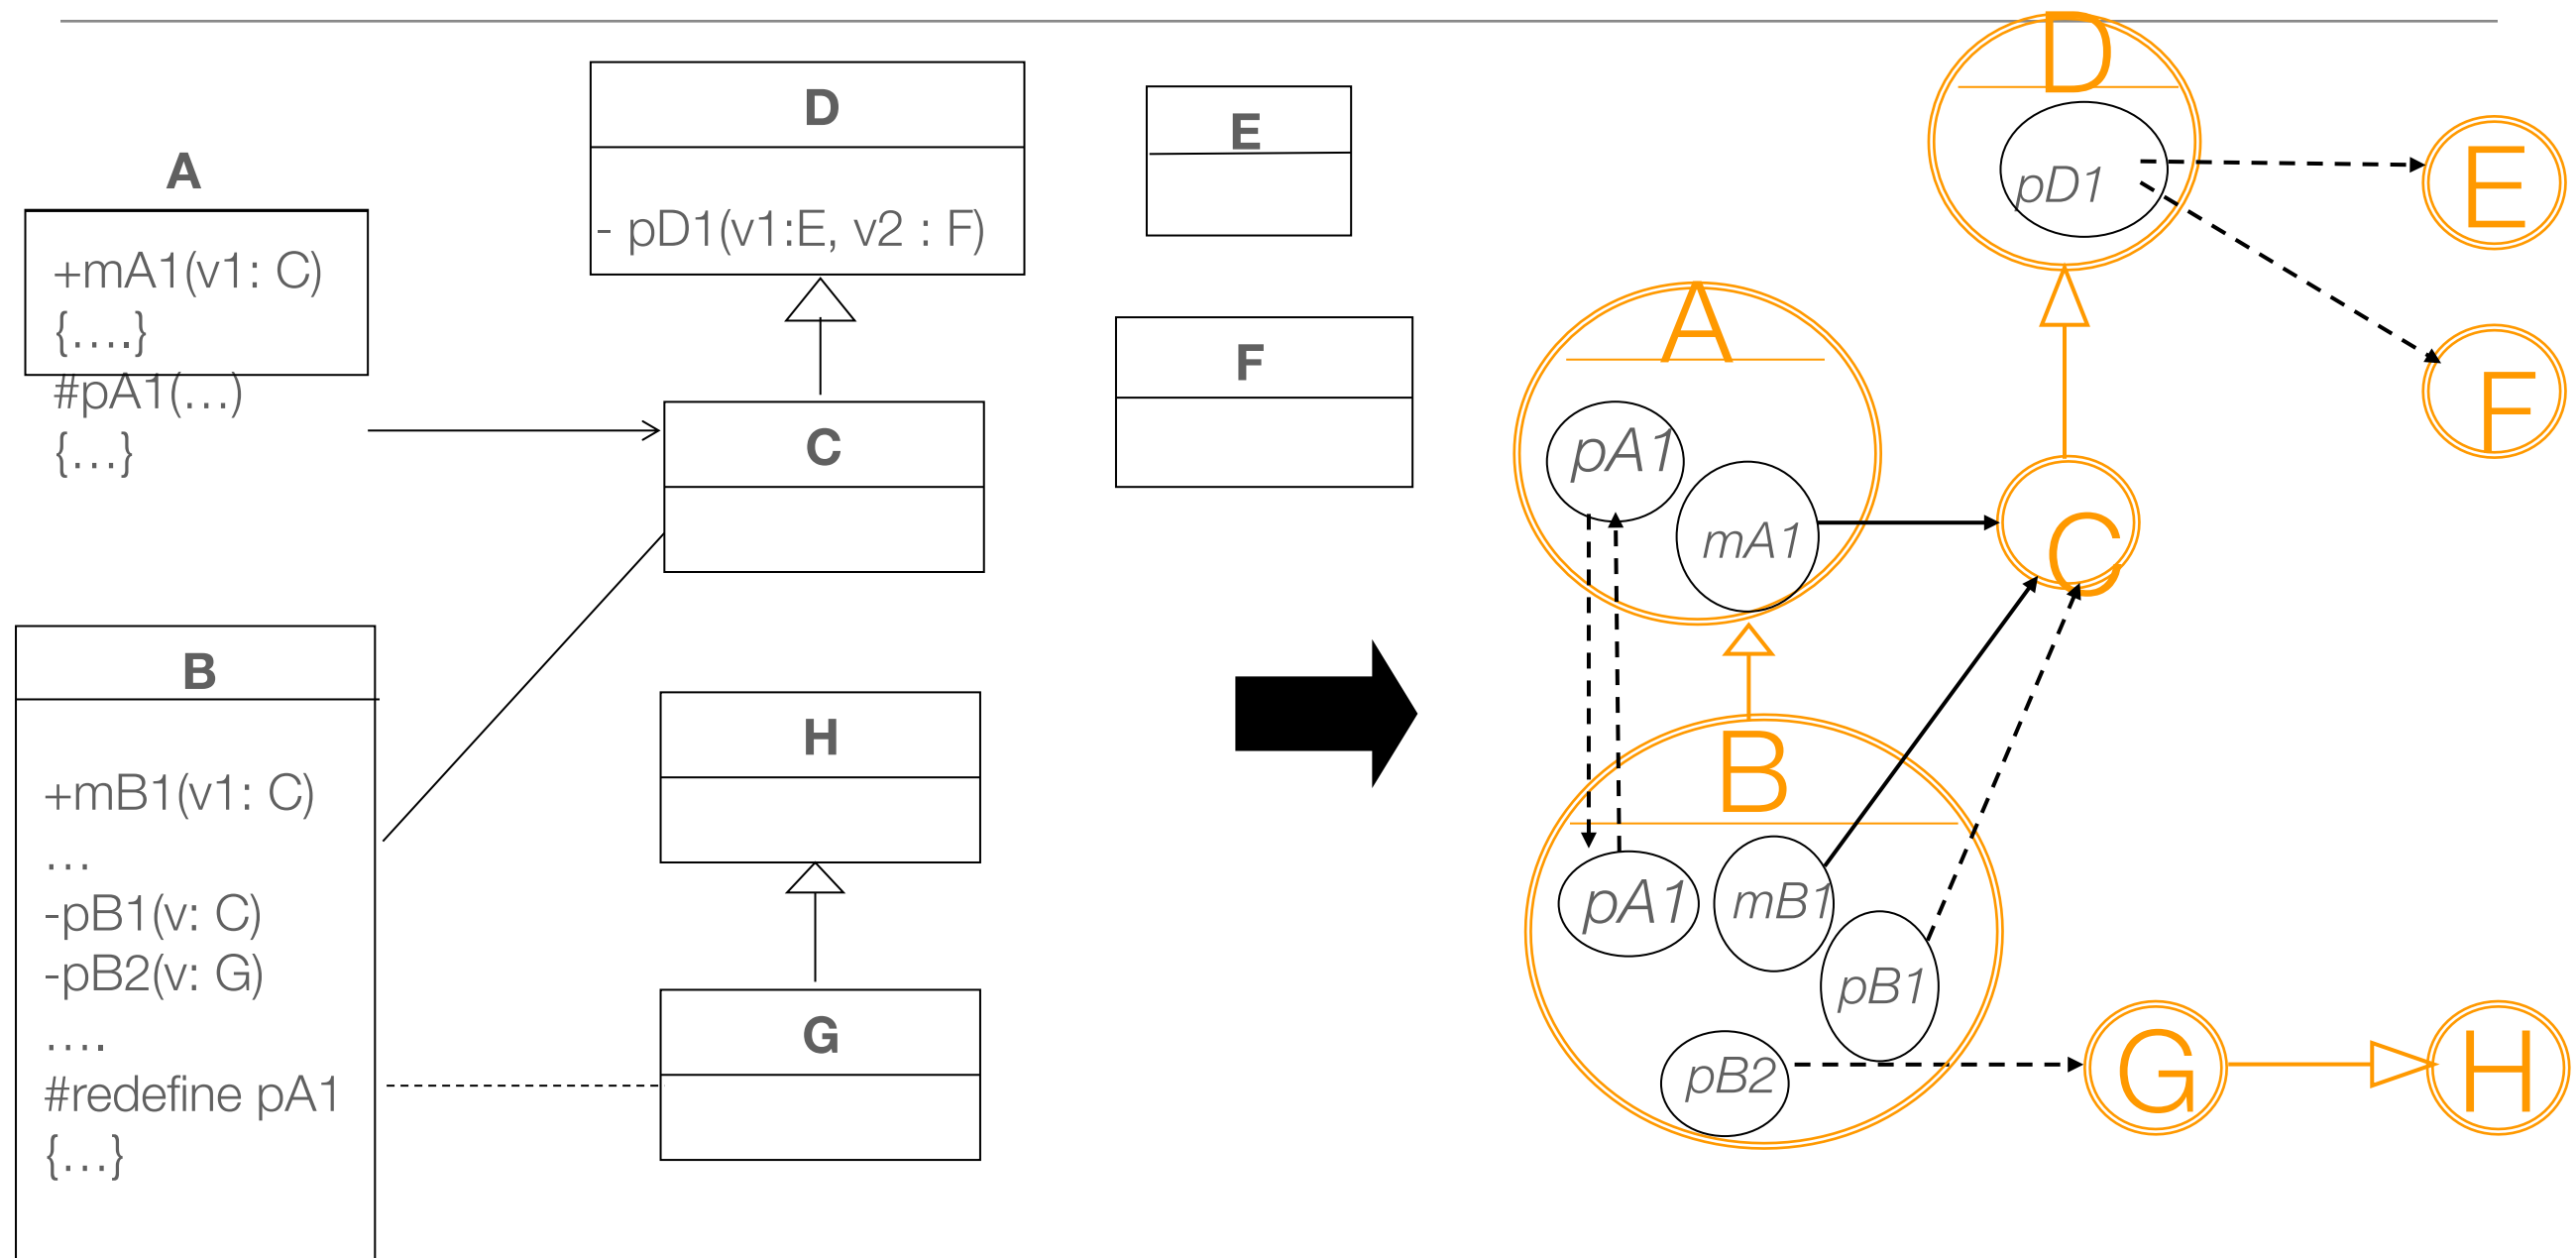 A
+mA1(v1: C)
{….}
#pA1(…)
{…}
D
- pD1(v1:E, v2 : F)
E
F
C
B
+mB1(v1: C)
…
-pB1(v: C)
-pB2(v: G)
….
#redefine pA1
{…}
H
G
D
pD1
E
F
A
pA1
mA1
C
B
pA1
mB1
pB1
pB2
G
H